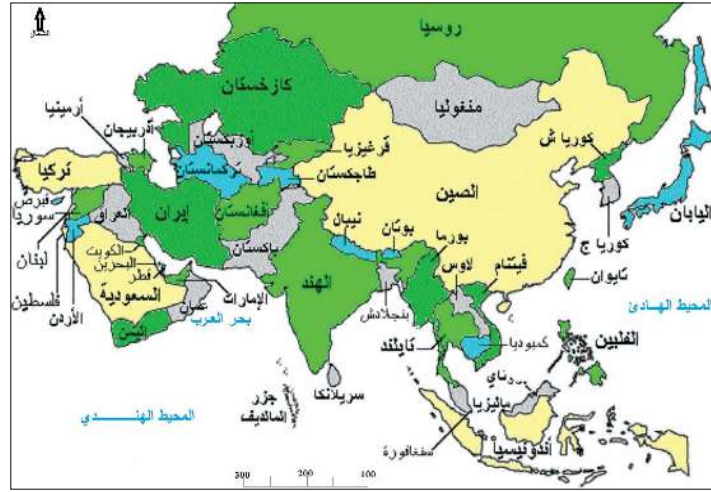 الشمال
روسيا
كازخستان
منغوليا
أرمينيا
أذربيجان
أوزبكستان
قرغيزيا
كوريا ش
تركيا
تركمانستان
طاجكستان
الصين
قبرص
سوريا
العراق
إيران
أفغانستان
اليابان
كوريا ج
لبنان
الكويت
باكستان
نيبال
بوتان
بورما
البحرين
قطر
لاوس
فيتنام
تايوان
فلسطين
السعودية
الإمارات
الهند
الأردن
عمان
بحر العرب
بنجلادش
المحيط الهادئ
اليمن
تايلند
كمبوديا
الفلبين
سريلانكا
جزر
المالديف
ماليزيا
المحيط الهنــــــدي
سنغافورة
أندونيسيا
300 200 100